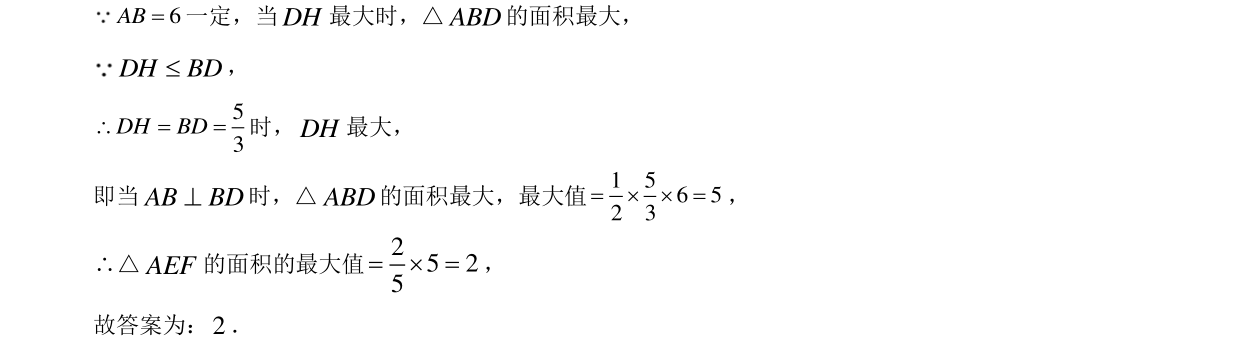 ∵ AB = 6 一定，当 DH 最大时，△ ABD 的面积最大，
∵ DH ≤ BD ，
∴ DH = BD = 5/3 时， DH 最大，
即当 AB ⊥ BD 时，△ ABD 的面积最大，最大值 = 1/2 × 5/3 × 6 = 5 ，
∴ △ AEF 的面积的最大值 = 2/5 × 5 = 2 ，
故答案为： 2 ．